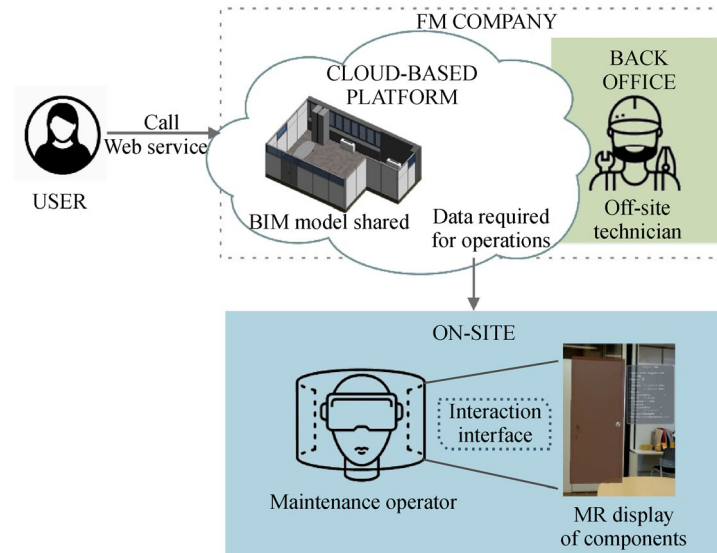 FM COMPANY
CLOUD-BASED
PLATFORM
BACK
OFFICE
Call
Web service
USER
BIM model shared
Data required
for operations
Off-site
technician
ON-SITE
Interaction
interface
Maintenance operator
MR display
of components